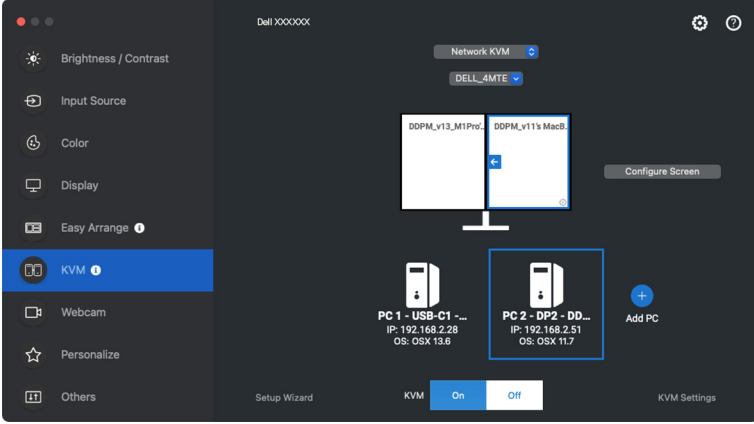 Dell XXXXXX
Brightness / Contrast
Input Source
Color
Display
Easy Arrange
KVM
Webcam
Personalize
Others
Network KVM
DELL_4MTE
DDPM_v13_M1Pro'..
DDPM_v11's MacB..
Configure Screen
PC 1 - USB-C1 -...
IP: 192.168.2.28
OS: OSX 13.6
PC 2 - DP2 - DD...
IP: 192.168.2.51
OS: OSX 11.7
Add PC
Setup Wizard
KVM
On
Off
KVM Settings